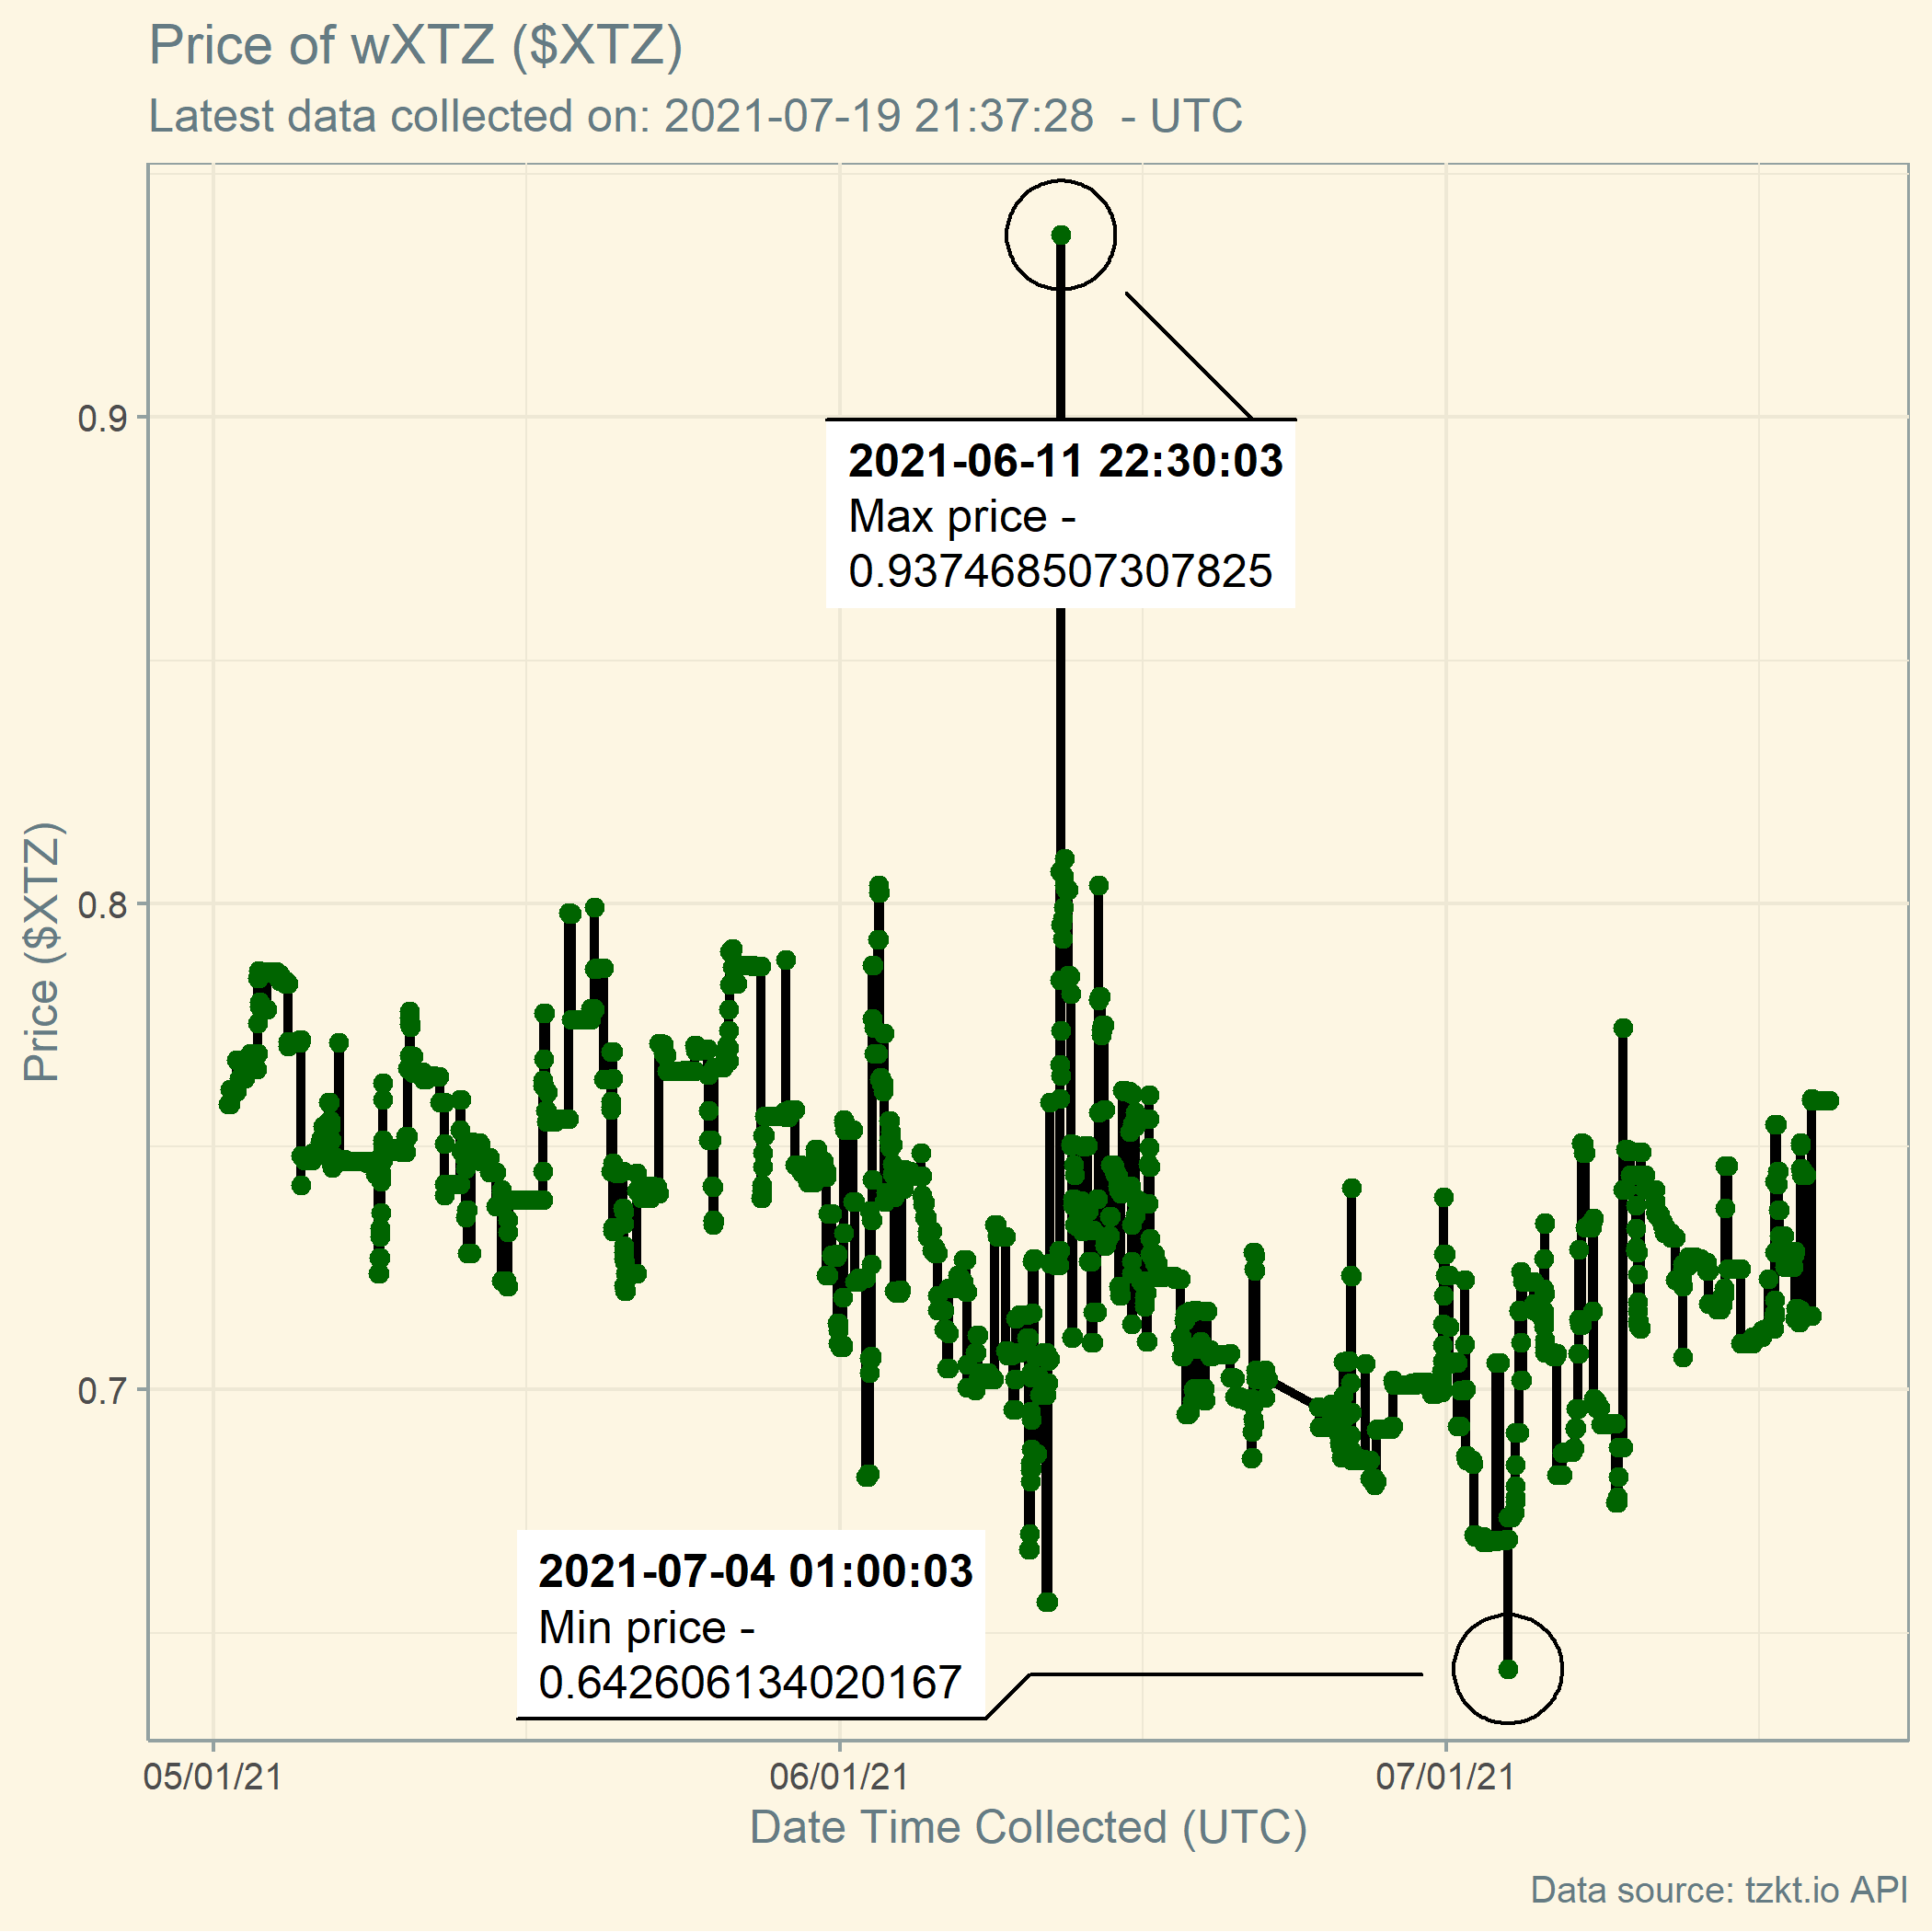 Price of wXTZ ($XTZ)
Latest data collected on: 2021-07-19 21:37:28  - UTC
Price ($XTZ)
0.9
0.8
0.7
2021-06-11 22:30:03
Max price -
0.937468507307825
2021-07-04 01:00:03
Min price -
0.642606134020167
05/01/21
06/01/21
07/01/21
Date Time Collected (UTC)
Data source: tzkt.io API